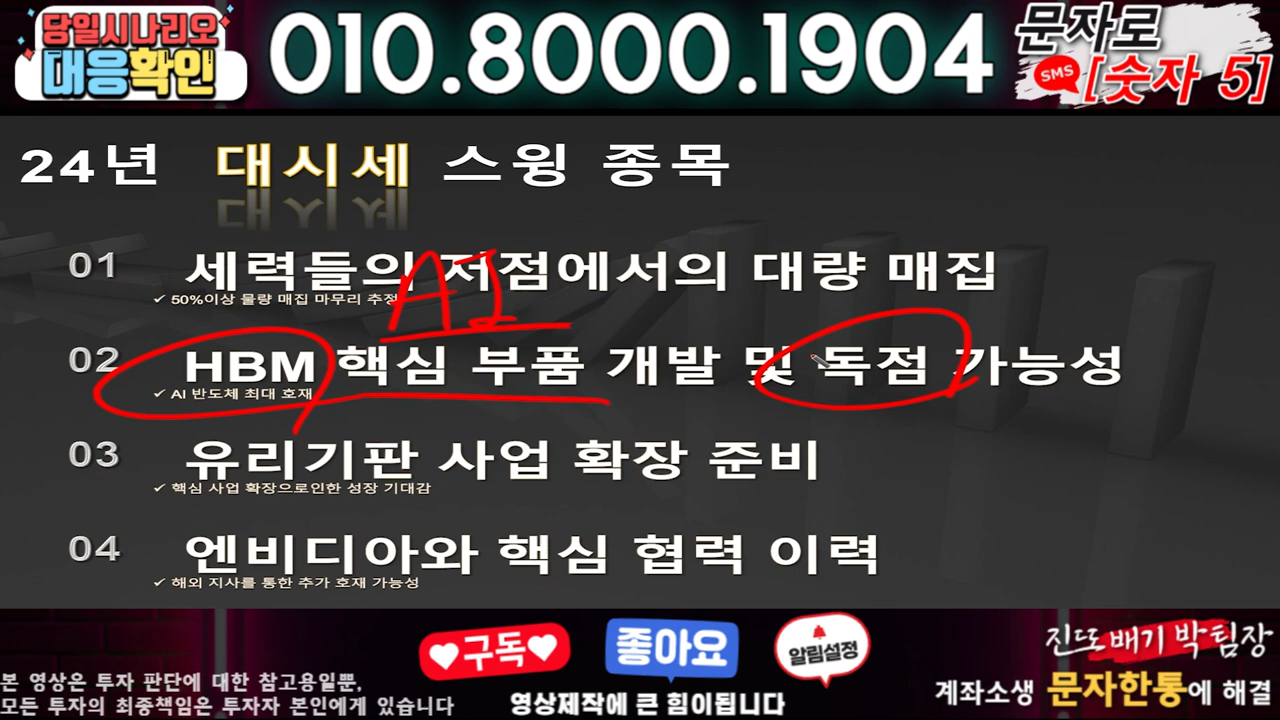 당일시나리오
대응확인
010.8000.1904
문자로
SMS [숫자 5]
24년 대시세 스윙 종목
01 세력들의 저점에서의 대량 매집
✓ 50%이상 물량 매집 마무리 추정
AI
02 HBM 핵심 부품 개발 및 독점 가능성
✓ AI 반도체 최대 호재
03 유리기판 사업 확장 준비
✓ 핵심 사업 확장으로인한 성장 기대감
04 엔비디아와 핵심 협력 이력
✓ 해외 지사를 통한 추가 호재 가능성
구독
좋아요
알림설정
영상제작에 큰 힘이됩니다
본 영상은 투자 판단에 대한 참고용일뿐,
모든 투자의 최종책임은 투자자 본인에게 있습니다
진또배기 박팀장
계좌소생 문자한통에 해결